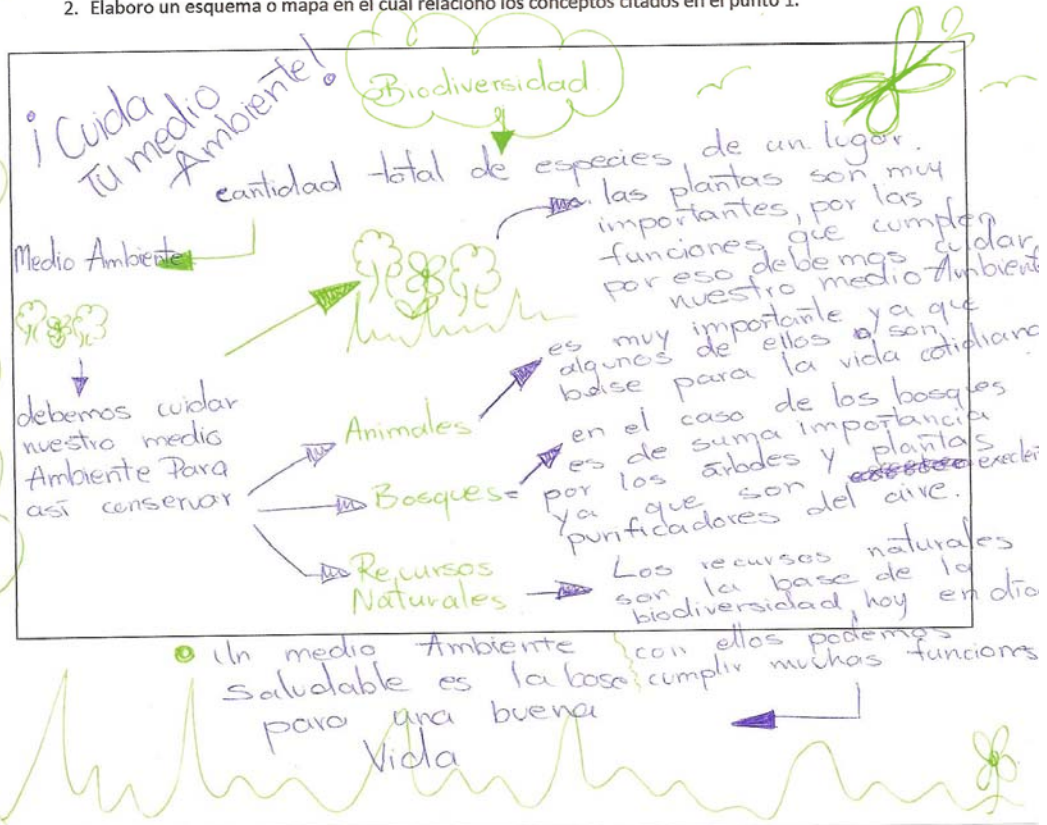 2. Elaboro un esquema o mapa en el cual relaciono los conceptos citados en el punto 1.
¡Cuida
Tu medio
Ambiente!
Biodiversidad
cantidad total de especies de un lugar.
Medio Ambiente
debemos cuidar
nuestro medio
Ambiente Para
así conservar
las plantas son muy
importantes, por las
funciones que cumplen
por eso debemos cuidar
nuestro medio Ambiente
Animales
es muy importante ya que
algunos de ellos son
base para la vida cotidiana
Bosques=
en el caso de los bosques
es de suma importancia
por los árboles y plantas
ya que son
purificadores del aire.
Recursos
Naturales
Los recursos naturales
son la base de la
biodiversidad, hoy en día
con ellos podemos
cumplir muchas funciones
Un medio Ambiente
Saludable es la base
para una buena
Vida